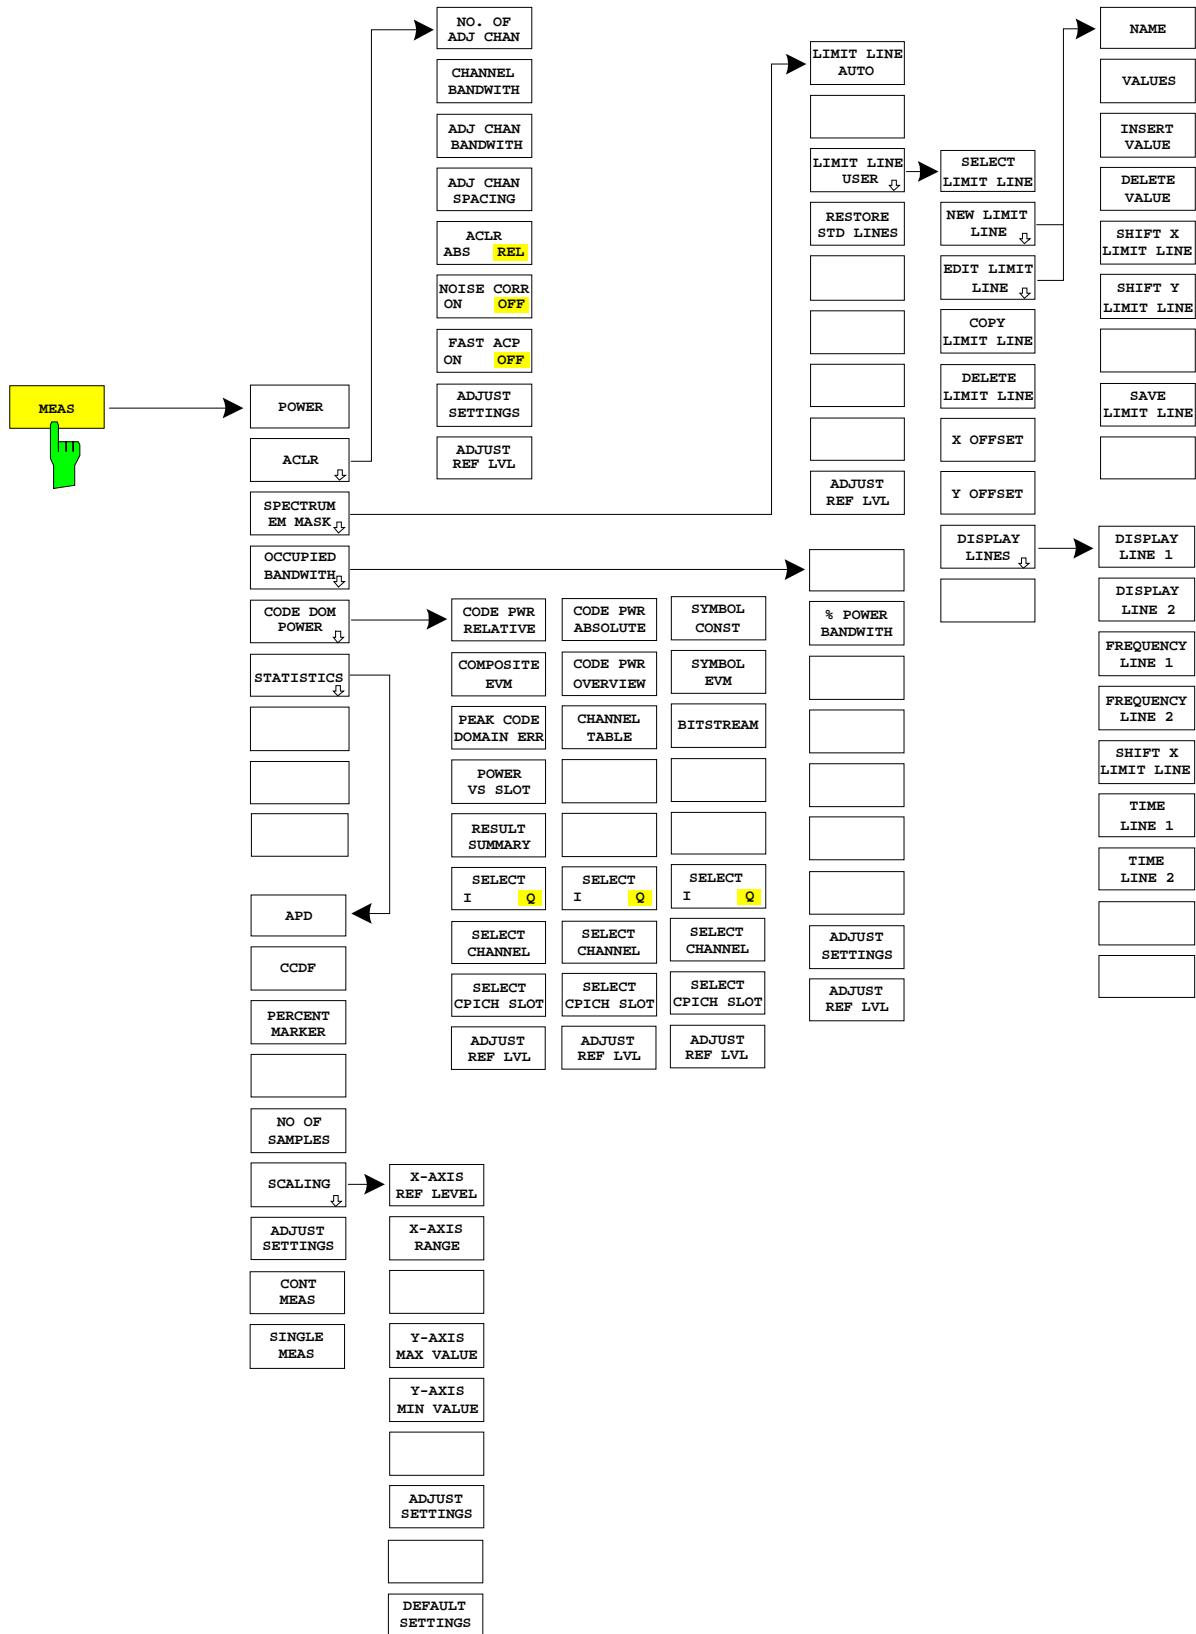 MEAS
POWER
ACLR
SPECTRUM
EM MASK
OCCUPIED
BANDWITH
CODE DOM
POWER
STATISTICS
NO. OF
ADJ CHAN
CHANNEL
BANDWITH
ADJ CHAN
BANDWITH
ADJ CHAN
SPACING
ACLR
ABS REL
NOISE CORR
ON OFF
FAST ACP
ON OFF
ADJUST
SETTINGS
ADJUST
REF LVL
LIMIT LINE
AUTO
LIMIT LINE
USER
RESTORE
STD LINES
ADJUST
REF LVL
SELECT
LIMIT LINE
NEW LIMIT
LINE
EDIT LIMIT
LINE
COPY
LIMIT LINE
DELETE
LIMIT LINE
X OFFSET
Y OFFSET
DISPLAY
LINES
NAME
VALUES
INSERT
VALUE
DELETE
VALUE
SHIFT X
LIMIT LINE
SHIFT Y
LIMIT LINE
SAVE
LIMIT LINE
DISPLAY
LINE 1
DISPLAY
LINE 2
FREQUENCY
LINE 1
FREQUENCY
LINE 2
SHIFT X
LIMIT LINE
TIME
LINE 1
TIME
LINE 2
% POWER
BANDWITH
ADJUST
SETTINGS
ADJUST
REF LVL
CODE PWR
RELATIVE
COMPOSITE
EVM
PEAK CODE
DOMAIN ERR
POWER
VS SLOT
RESULT
SUMMARY
SELECT
I Q
SELECT
CHANNEL
SELECT
CPICH SLOT
ADJUST
REF LVL
CODE PWR
ABSOLUTE
CODE PWR
OVERVIEW
CHANNEL
TABLE
SELECT
I Q
SELECT
CHANNEL
SELECT
CPICH SLOT
ADJUST
REF LVL
SYMBOL
CONST
SYMBOL
EVM
BITSTREAM
SELECT
I Q
SELECT
CHANNEL
SELECT
CPICH SLOT
ADJUST
REF LVL
APD
CCDF
PERCENT
MARKER
NO OF
SAMPLES
SCALING
ADJUST
SETTINGS
CONT
MEAS
SINGLE
MEAS
X-AXIS
REF LEVEL
X-AXIS
RANGE
Y-AXIS
MAX VALUE
Y-AXIS
MIN VALUE
ADJUST
SETTINGS
DEFAULT
SETTINGS